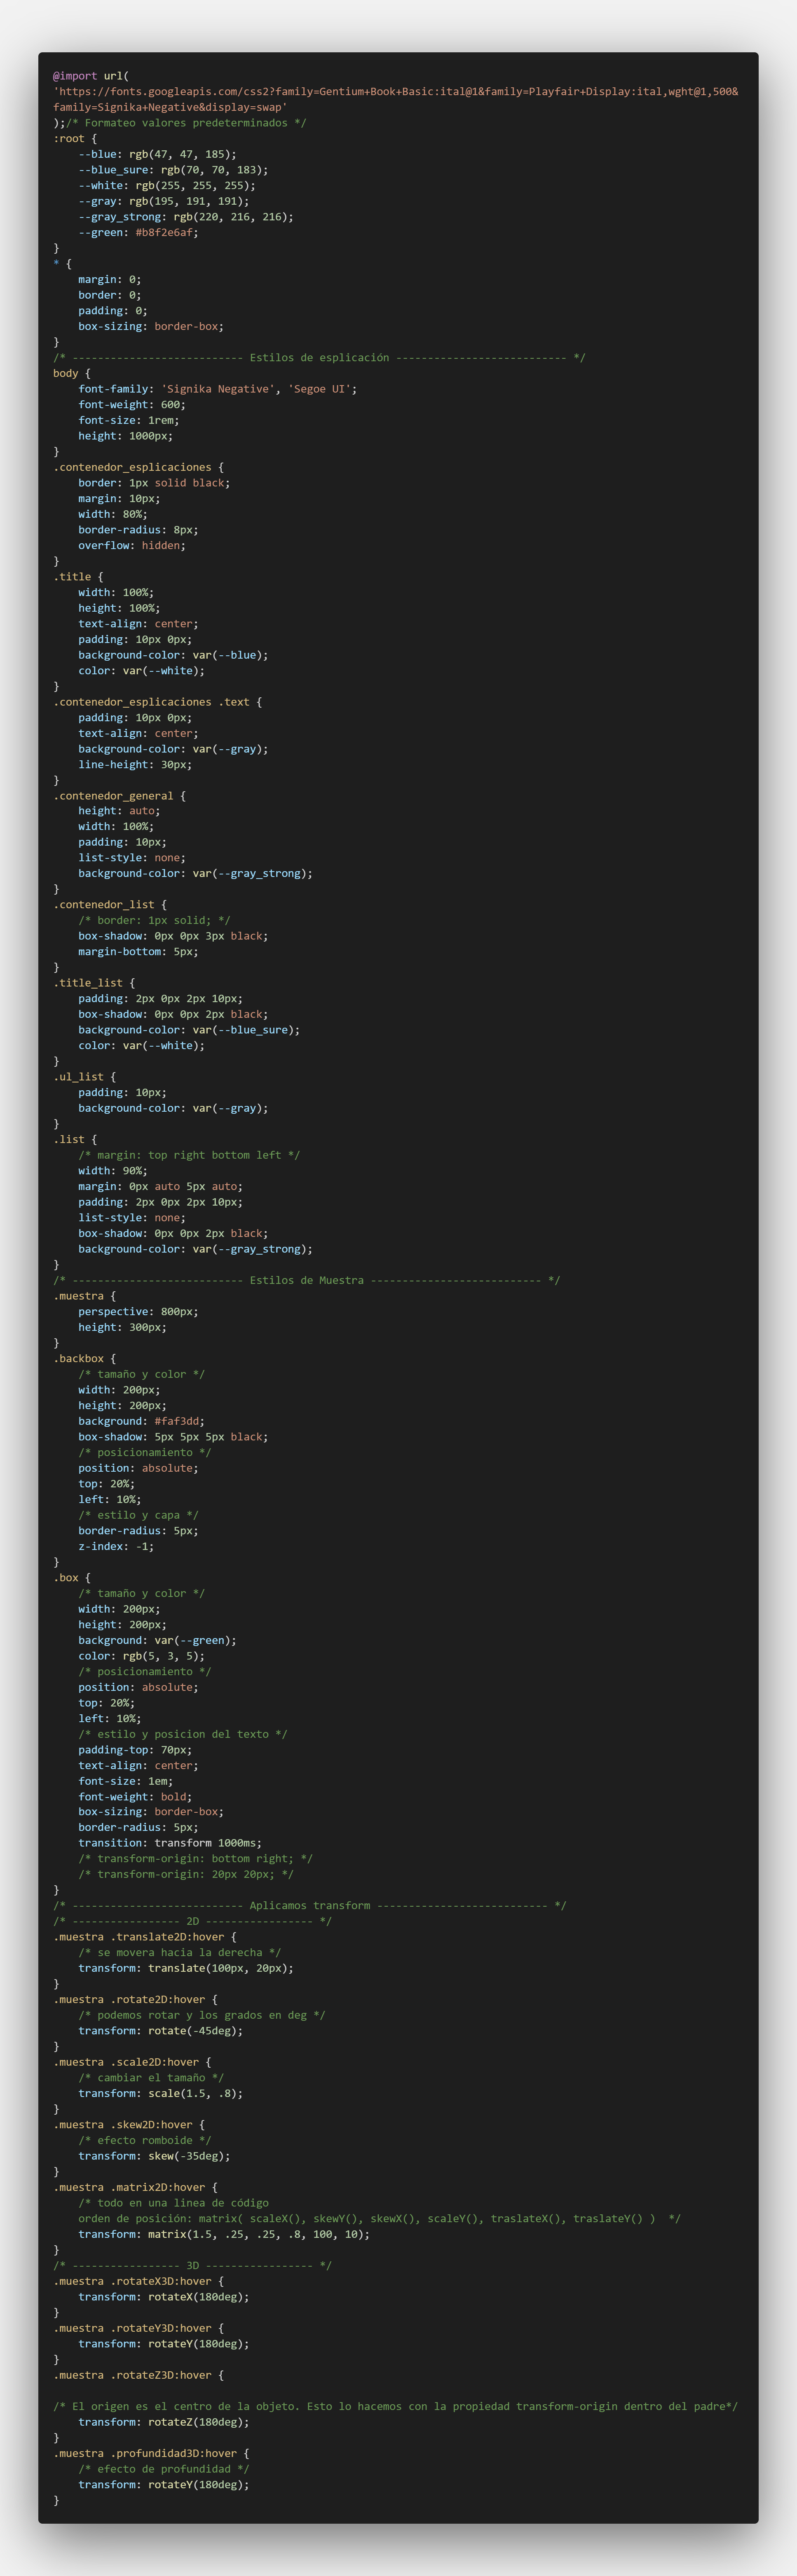 @import url(
'https://fonts.googleapis.com/css2?family=Gentium+Book+Basic:ital@1&family=Playfair+Display:ital,wght@1,500&
family=Signika+Negative&display=swap'
);/* Formateo valores predeterminados */
:root {
    --blue: rgb(47, 47, 185);
    --blue_sure: rgb(70, 70, 183);
    --white: rgb(255, 255, 255);
    --gray: rgb(195, 191, 191);
    --gray_strong: rgb(220, 216, 216);
    --green: #b8f2e6af;
}
* {
    margin: 0;
    border: 0;
    padding: 0;
    box-sizing: border-box;
}
/* --------------------------- Estilos de esplicación --------------------------- */
body {
    font-family: 'Signika Negative', 'Segoe UI';
    font-weight: 600;
    font-size: 1rem;
    height: 1000px;
}
.contenedor_esplicaciones {
    border: 1px solid black;
    margin: 10px;
    width: 80%;
    border-radius: 8px;
    overflow: hidden;
}
.title {
    width: 100%;
    height: 100%;
    text-align: center;
    padding: 10px 0px;
    background-color: var(--blue);
    color: var(--white);
}
.contenedor_esplicaciones .text {
    padding: 10px 0px;
    text-align: center;
    background-color: var(--gray);
    line-height: 30px;
}
.contenedor_general {
    height: auto;
    width: 100%;
    padding: 10px;
    list-style: none;
    background-color: var(--gray_strong);
}
.contenedor_list {
    /* border: 1px solid; */
    box-shadow: 0px 0px 3px black;
    margin-bottom: 5px;
}
.title_list {
    padding: 2px 0px 2px 10px;
    box-shadow: 0px 0px 2px black;
    background-color: var(--blue_sure);
    color: var(--white);
}
.ul_list {
    padding: 10px;
    background-color: var(--gray);
}
.list {
    /* margin: top right bottom left */
    width: 90%;
    margin: 0px auto 5px auto;
    padding: 2px 0px 2px 10px;
    list-style: none;
    box-shadow: 0px 0px 2px black;
    background-color: var(--gray_strong);
}
/* --------------------------- Estilos de Muestra --------------------------- */
.muestra {
    perspective: 800px;
    height: 300px;
}
.backbox {
    /* tamaño y color */
    width: 200px;
    height: 200px;
    background: #faf3dd;
    box-shadow: 5px 5px 5px black;
    /* posicionamiento */
    position: absolute;
    top: 20%;
    left: 10%;
    /* estilo y capa */
    border-radius: 5px;
    z-index: -1;
}
.box {
    /* tamaño y color */
    width: 200px;
    height: 200px;
    background: var(--green);
    color: rgb(5, 3, 5);
    /* posicionamiento */
    position: absolute;
    top: 20%;
    left: 10%;
    /* estilo y posicion del texto */
    padding-top: 70px;
    text-align: center;
    font-size: 1em;
    font-weight: bold;
    box-sizing: border-box;
    border-radius: 5px;
    transition: transform 1000ms;
    /* transform-origin: bottom right; */
    /* transform-origin: 20px 20px; */
}
/* --------------------------- Aplicamos transform --------------------------- */
/* ----------------- 2D ----------------- */
.muestra .translate2D:hover {
    /* se movera hacia la derecha */
    transform: translate(100px, 20px);
}
.muestra .rotate2D:hover {
    /* podemos rotar y los grados en deg */
    transform: rotate(-45deg);
}
.muestra .scale2D:hover {
    /* cambiar el tamaño */
    transform: scale(1.5, .8);
}
.muestra .skew2D:hover {
    /* efecto romboide */
    transform: skew(-35deg);
}
.muestra .matrix2D:hover {
    /* todo en una linea de código
    orden de posición: matrix( scaleX(), skewY(), skewX(), scaleY(), traslateX(), traslateY() )  */
    transform: matrix(1.5, .25, .25, .8, 100, 10);
}
/* ----------------- 3D ----------------- */
.muestra .rotateX3D:hover {
    transform: rotateX(180deg);
}
.muestra .rotateY3D:hover {
    transform: rotateY(180deg);
}
.muestra .rotateZ3D:hover {

/* El origen es el centro de la objeto. Esto lo hacemos con la propiedad transform-origin dentro del padre*/
    transform: rotateZ(180deg);
}
.muestra .profundidad3D:hover {
    /* efecto de profundidad */
    transform: rotateY(180deg);
}